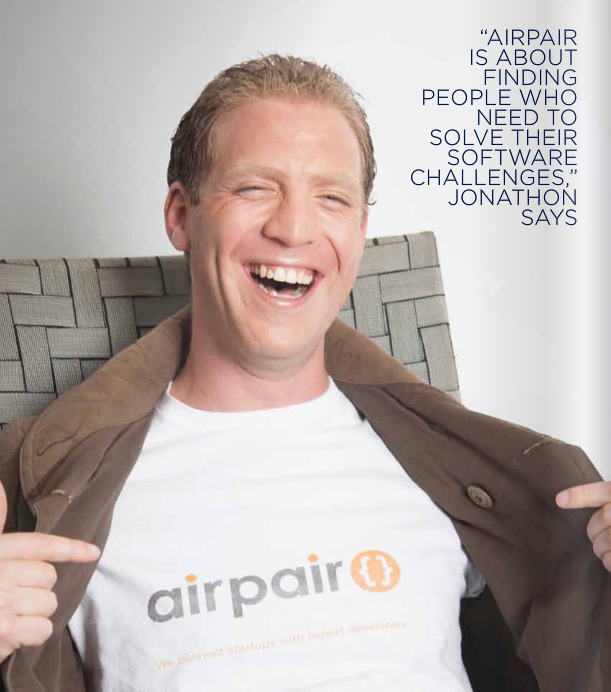 “AIRPAIR
IS ABOUT
FINDING
PEOPLE WHO
NEED TO
SOLVE THEIR
SOFTWARE
CHALLENGES,”
JONATHON
SAYS
airpair{}
We connect startups with expert developers